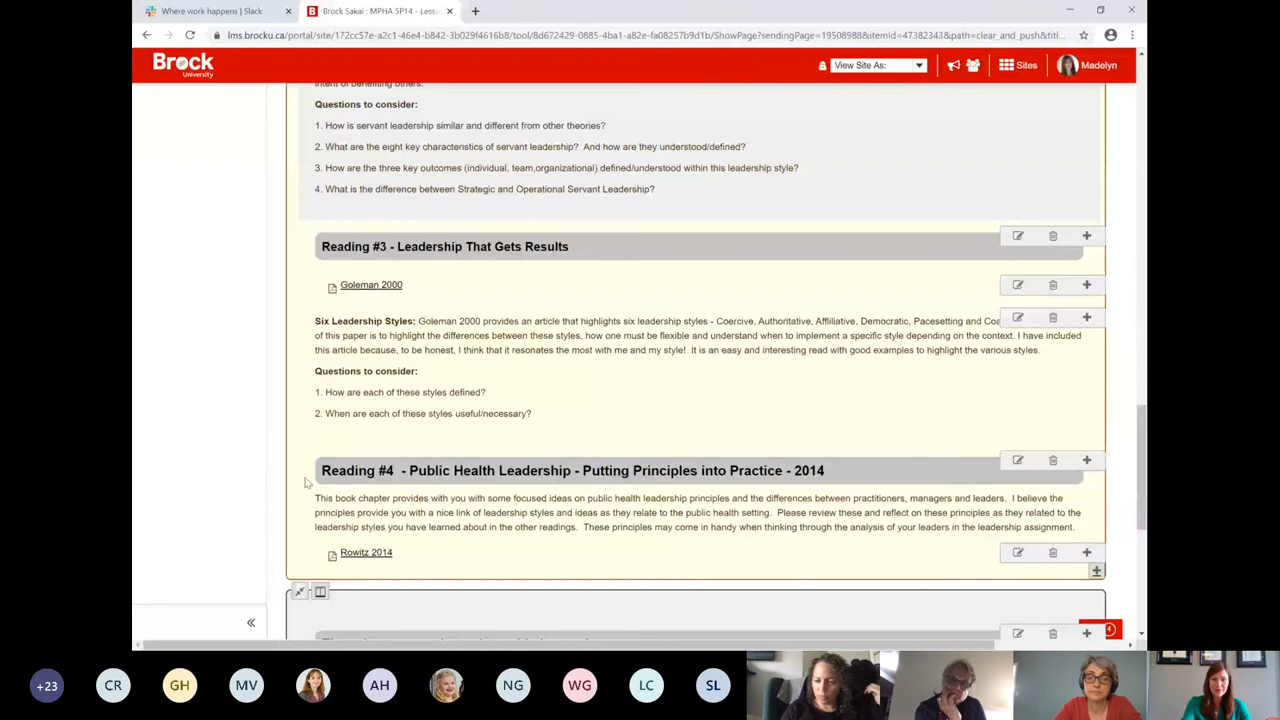 Where work happens | Slack
Brock Sakai : MPHA 5P14 - Less
lms.brocku.ca/portal/site/172cc57e-a2c1-46e4-b842-3b029f4616b8/tool/8d672429-0885-4ba1-a82e-fa08257b9d1b/ShowPage?sendingPage=19508988&itemId=47382343&path=clear_and_push&titl...
Brock
University
View Site As:
Sites
Madelyn
intent of benefiting others.
Questions to consider:
1. How is servant leadership similar and different from other theories?
2. What are the eight key characteristics of servant leadership? And how are they understood/defined?
3. How are the three key outcomes (individual, team,organizational) defined/understood within this leadership style?
4. What is the difference between Strategic and Operational Servant Leadership?
Reading #3 - Leadership That Gets Results
Goleman 2000
Six Leadership Styles: Goleman 2000 provides an article that highlights six leadership styles - Coercive, Authoritative, Affliliative, Democratic, Pacesetting and Coa
of this paper is to highlight the differences between these styles, how one must be flexible and understand when to implement a specific style depending on the context. I have included
this article because, to be honest, I think that it resonates the most with me and my style! It is an easy and interesting read with good examples to highlight the various styles.
Questions to consider:
1. How are each of these styles defined?
2. When are each of these styles useful/necessary?
Reading #4 - Public Health Leadership - Putting Principles into Practice - 2014
This book chapter provides with you with some focused ideas on public health leadership principles and the differences between practitioners, managers and leaders. I believe the
principles provide you with a nice link of leadership styles and ideas as they relate to the public health setting. Please review these and reflect on these principles as they related to the
leadership styles you have learned about in the other readings. These principles may come in handy when thinking through the analysis of your leaders in the leadership assignment.
Rowitz 2014
+23
CR
GH
MV
AH
NG
WG
LC
SL